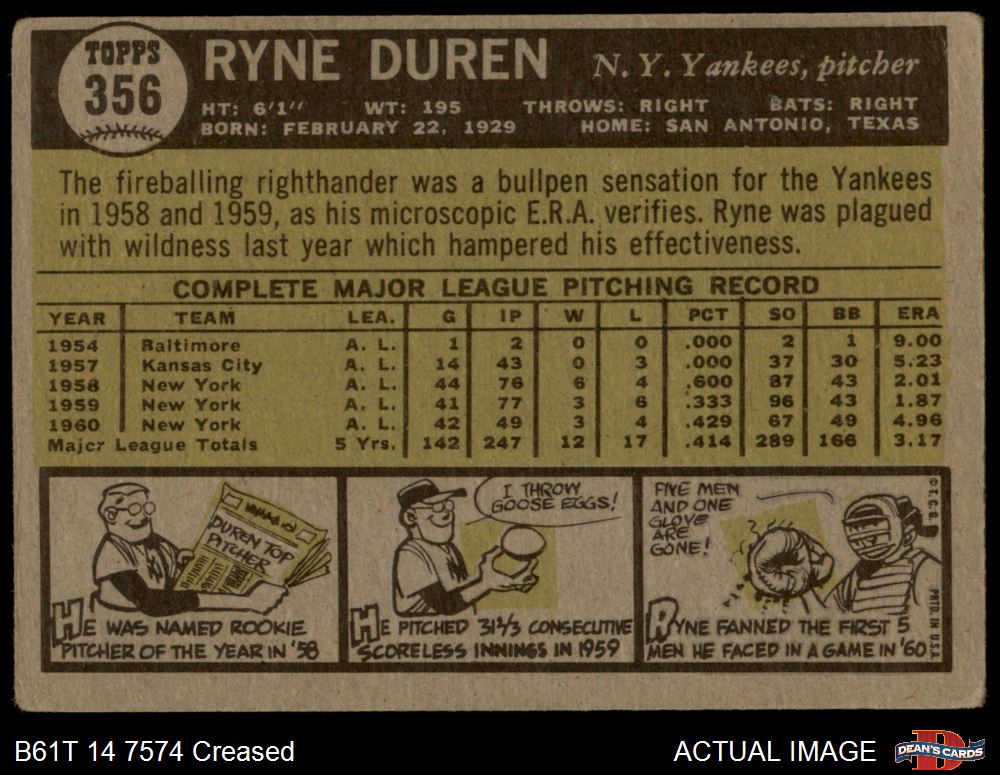 TOPPS
356
RYNE DUREN N. Y. Yankees, pitcher
HT: 6'1" WT: 195 THROWS: RIGHT BATS: RIGHT
BORN: FEBRUARY 22, 1929 HOME: SAN ANTONIO, TEXAS
The fireballing righthander was a bullpen sensation for the Yankees
in 1958 and 1959, as his microscopic E.R.A. verifies. Ryne was plagued
with wildness last year which hampered his effectiveness.
COMPLETE MAJOR LEAGUE PITCHING RECORD
YEAR TEAM LEA. G IP W L PCT SO BB ERA
1954 Baltimore A. L. 1 2 0 0 .000 2 1 9.00
1957 Kansas City A. L. 14 43 0 3 .000 37 30 5.23
1958 New York A. L. 44 76 6 4 .600 87 43 2.01
1959 New York A. L. 41 77 3 6 .333 96 43 1.87
1960 New York A. L. 42 49 3 4 .429 67 49 4.96
Major League Totals 5 Yrs. 142 247 12 17 .414 289 166 3.17
DUREN TOP
PITCHER
HE WAS NAMED ROOKIE
PITCHER OF THE YEAR IN '58
I THROW
GOOSE EGGS!
HE PITCHED 31 1/3 CONSECUTIVE
SCORELESS INNINGS IN 1959
FIVE MEN
AND ONE
GLOVE
ARE
GONE!
RYNE FANNED THE FIRST 5
MEN HE FACED IN A GAME IN '60
© T.C.G.
PRTD. IN U.S.A.
B61T 14 7574 Creased
ACTUAL IMAGE
DEAN'S CARDS